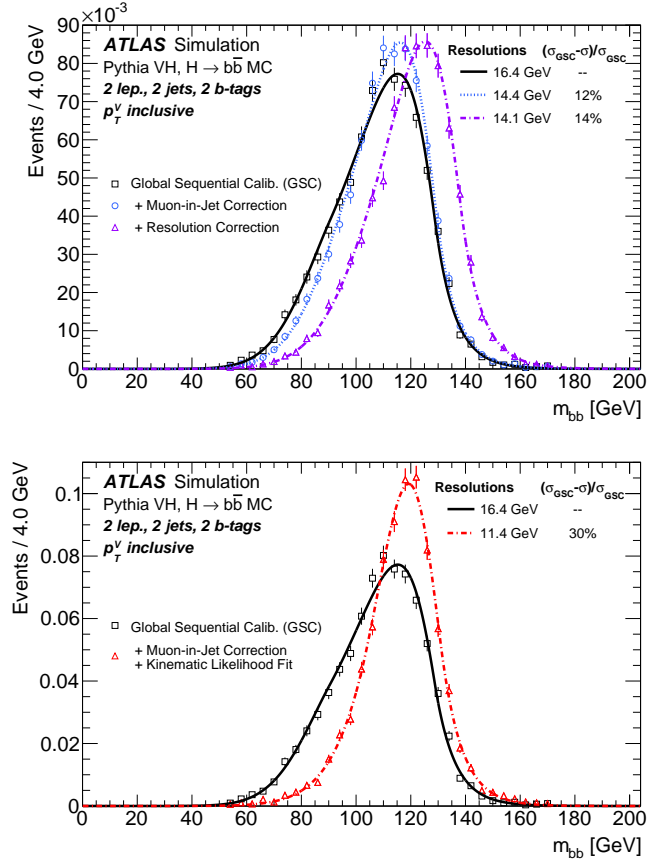 ×10⁻³
90
80
70
60
50
40
30
20
10
0
Events / 4.0 GeV
ATLAS Simulation
Pythia VH, H → bb̅ MC
2 lep., 2 jets, 2 b-tags
p_T^V inclusive
Resolutions (σ_GSC-σ)/σ_GSC
16.4 GeV --
14.4 GeV 12%
14.1 GeV 14%
Global Sequential Calib. (GSC)
+ Muon-in-Jet Correction
+ Resolution Correction
0 20 40 60 80 100 120 140 160 180 200
m_bb [GeV]
Events / 4.0 GeV
0.1
0.08
0.06
0.04
0.02
0
ATLAS Simulation
Pythia VH, H → bb̅ MC
2 lep., 2 jets, 2 b-tags
p_T^V inclusive
Resolutions (σ_GSC-σ)/σ_GSC
16.4 GeV --
11.4 GeV 30%
Global Sequential Calib. (GSC)
+ Muon-in-Jet Correction
+ Kinematic Likelihood Fit
0 20 40 60 80 100 120 140 160 180 200
m_bb [GeV]